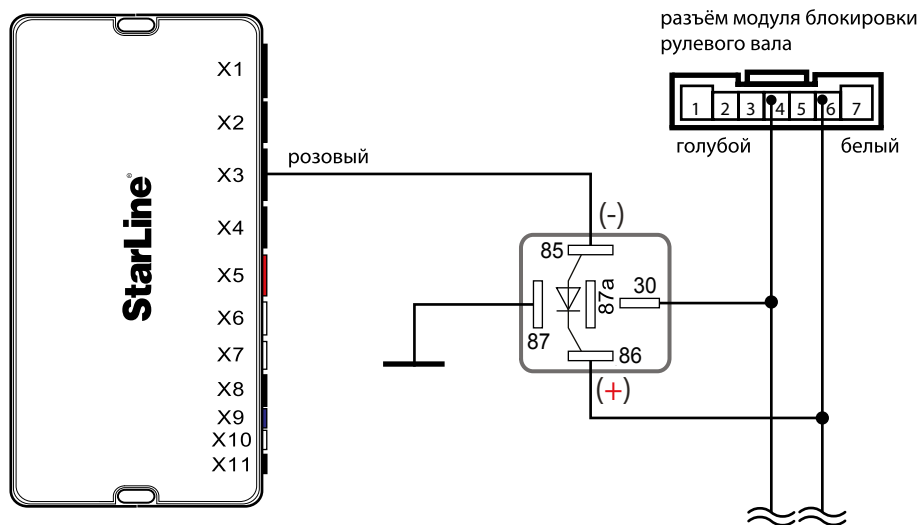 разъём модуля блокировки
рулевого вала
1 2 3 4 5 6 7
голубой
белый
StarLine®
X1
X2
X3
X4
X5
X6
X7
X8
X9
X10
X11
розовый
(-)
85
87a
30
87
86
(+)